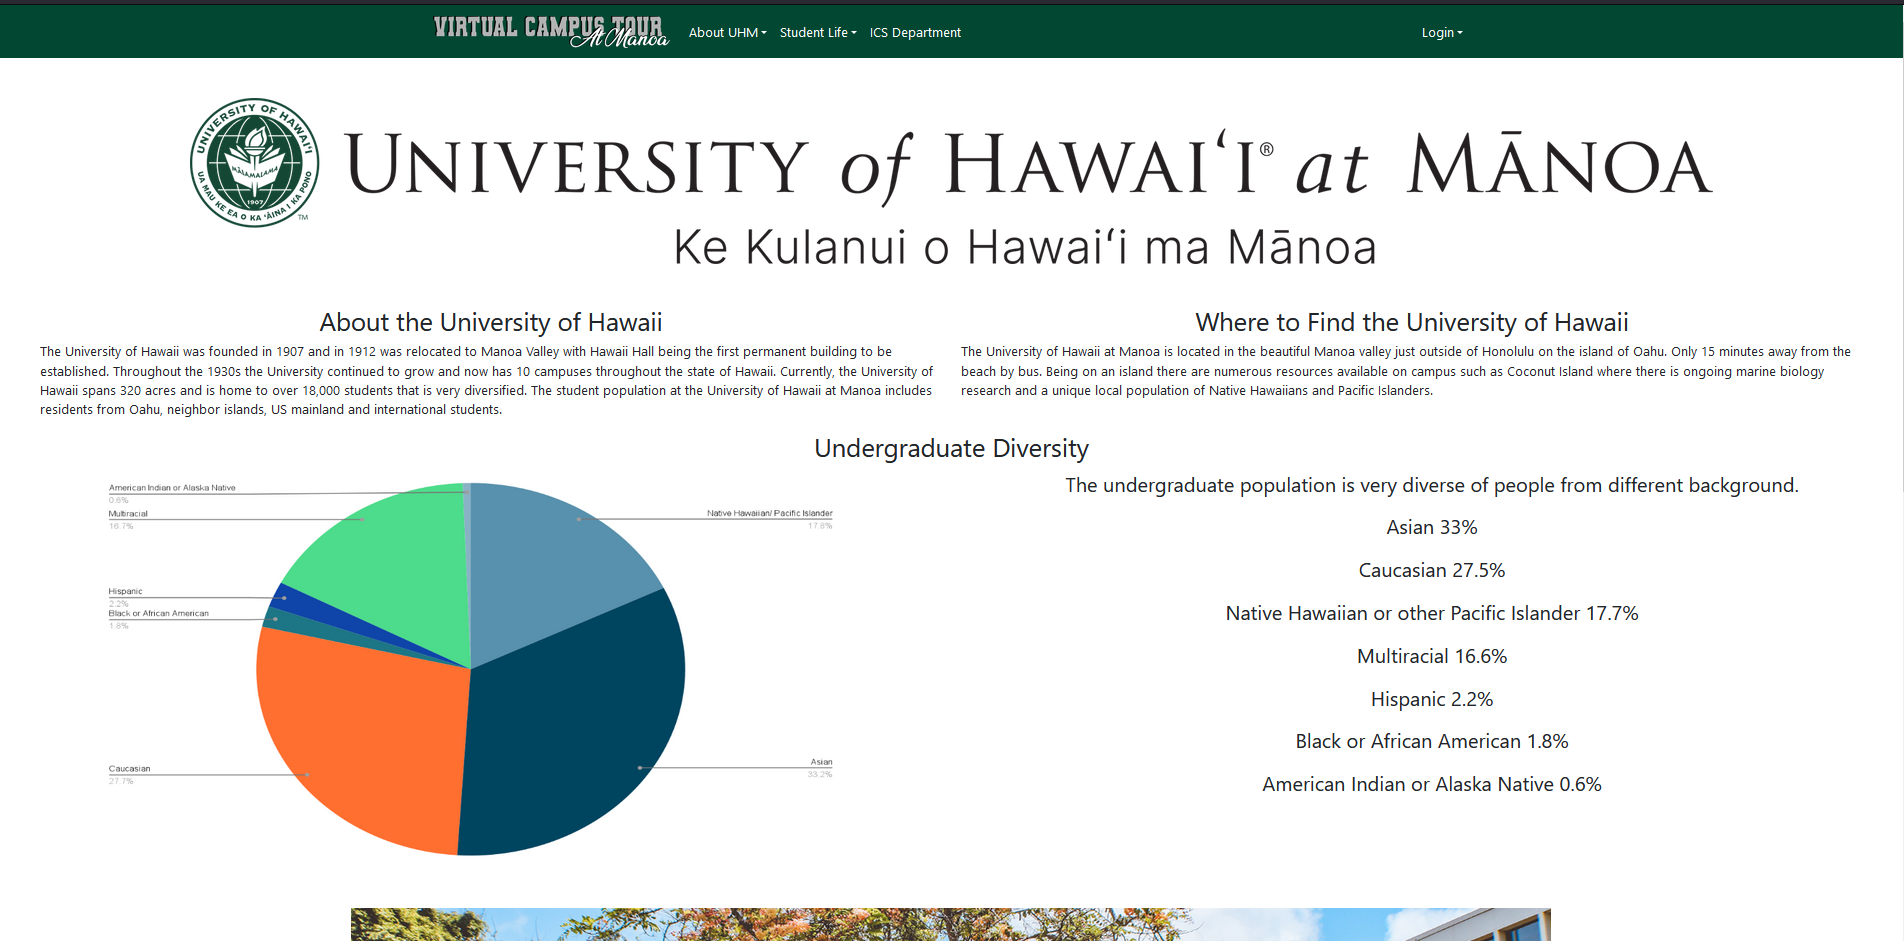 VIRTUAL CAMPUS TOUR
At Manoa
About UHM
Student Life
ICS Department
Login
UNIVERSITY OF HAWAIʻI
MĀLAMALAMA
1907
UA MAU KE EA O KA ʻĀINA I KA PONO
TM
UNIVERSITY of HAWAIʻI® at MĀNOA
Ke Kulanui o Hawaiʻi ma Mānoa
About the University of Hawaii
The University of Hawaii was founded in 1907 and in 1912 was relocated to Manoa Valley with Hawaii Hall being the first permanent building to be
established. Throughout the 1930s the University continued to grow and now has 10 campuses throughout the state of Hawaii. Currently, the University of
Hawaii spans 320 acres and is home to over 18,000 students that is very diversified. The student population at the University of Hawaii at Manoa includes
residents from Oahu, neighbor islands, US mainland and international students.
Where to Find the University of Hawaii
The University of Hawaii at Manoa is located in the beautiful Manoa valley just outside of Honolulu on the island of Oahu. Only 15 minutes away from the
beach by bus. Being on an island there are numerous resources available on campus such as Coconut Island where there is ongoing marine biology
research and a unique local population of Native Hawaiians and Pacific Islanders.
Undergraduate Diversity
American Indian or Alaska Native
0.6%
Multiracial
16.7%
Hispanic
2.2%
Black or African American
1.8%
Caucasian
27.7%
Native Hawaiian/ Pacific Islander
17.8%
Asian
33.2%
The undergraduate population is very diverse of people from different background.
Asian 33%
Caucasian 27.5%
Native Hawaiian or other Pacific Islander 17.7%
Multiracial 16.6%
Hispanic 2.2%
Black or African American 1.8%
American Indian or Alaska Native 0.6%